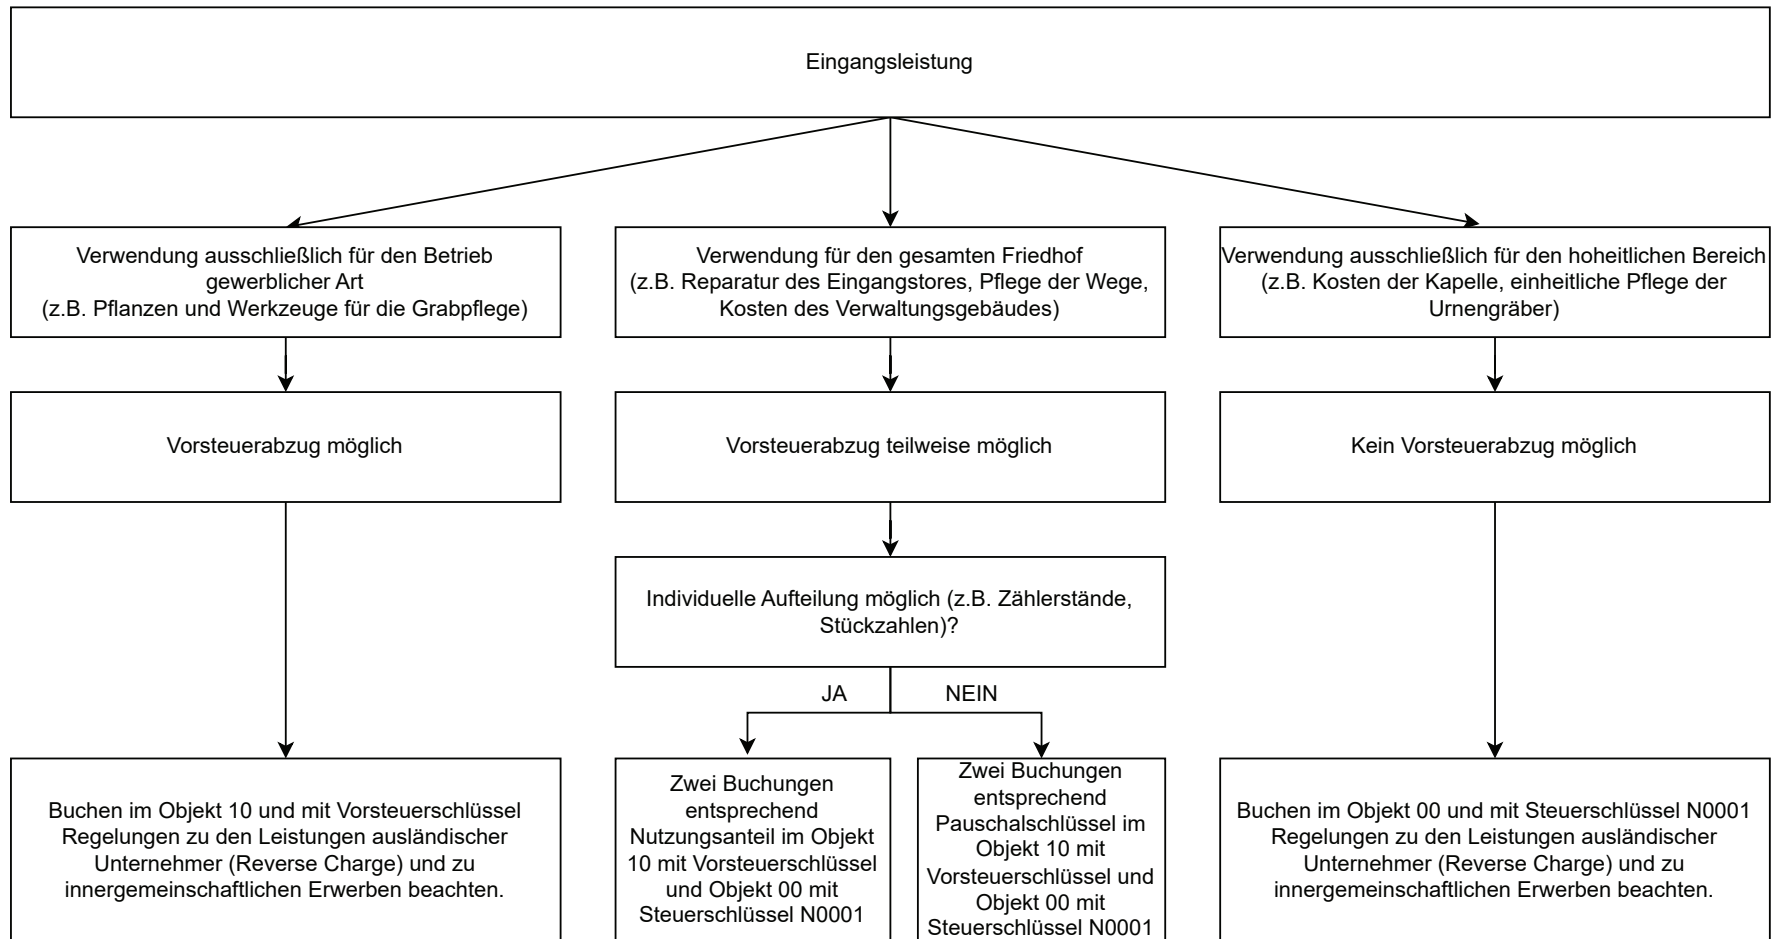 Eingangsleistung
Verwendung ausschließlich für den Betrieb
gewerblicher Art
(z.B. Pflanzen und Werkzeuge für die Grabpflege)
Verwendung für den gesamten Friedhof
(z.B. Reparatur des Eingangstores, Pflege der Wege,
Kosten des Verwaltungsgebäudes)
Verwendung ausschließlich für den hoheitlichen Bereich
(z.B. Kosten der Kapelle, einheitliche Pflege der
Urnengräber)
Vorsteuerabzug möglich
Vorsteuerabzug teilweise möglich
Kein Vorsteuerabzug möglich
Individuelle Aufteilung möglich (z.B. Zählerstände,
Stückzahlen)?
JA
NEIN
Buchen im Objekt 10 und mit Vorsteuerschlüssel
Regelungen zu den Leistungen ausländischer
Unternehmer (Reverse Charge) und zu
innergemeinschaftlichen Erwerben beachten.
Zwei Buchungen
entsprechend
Nutzungsanteil im Objekt
10 mit Vorsteuerschlüssel
und Objekt 00 mit
Steuerschlüssel N0001
Zwei Buchungen
entsprechend
Pauschalschlüssel im
Objekt 10 mit
Vorsteuerschlüssel und
Objekt 00 mit
Steuerschlüssel N0001
Buchen im Objekt 00 und mit Steuerschlüssel N0001
Regelungen zu den Leistungen ausländischer
Unternehmer (Reverse Charge) und zu
innergemeinschaftlichen Erwerben beachten.